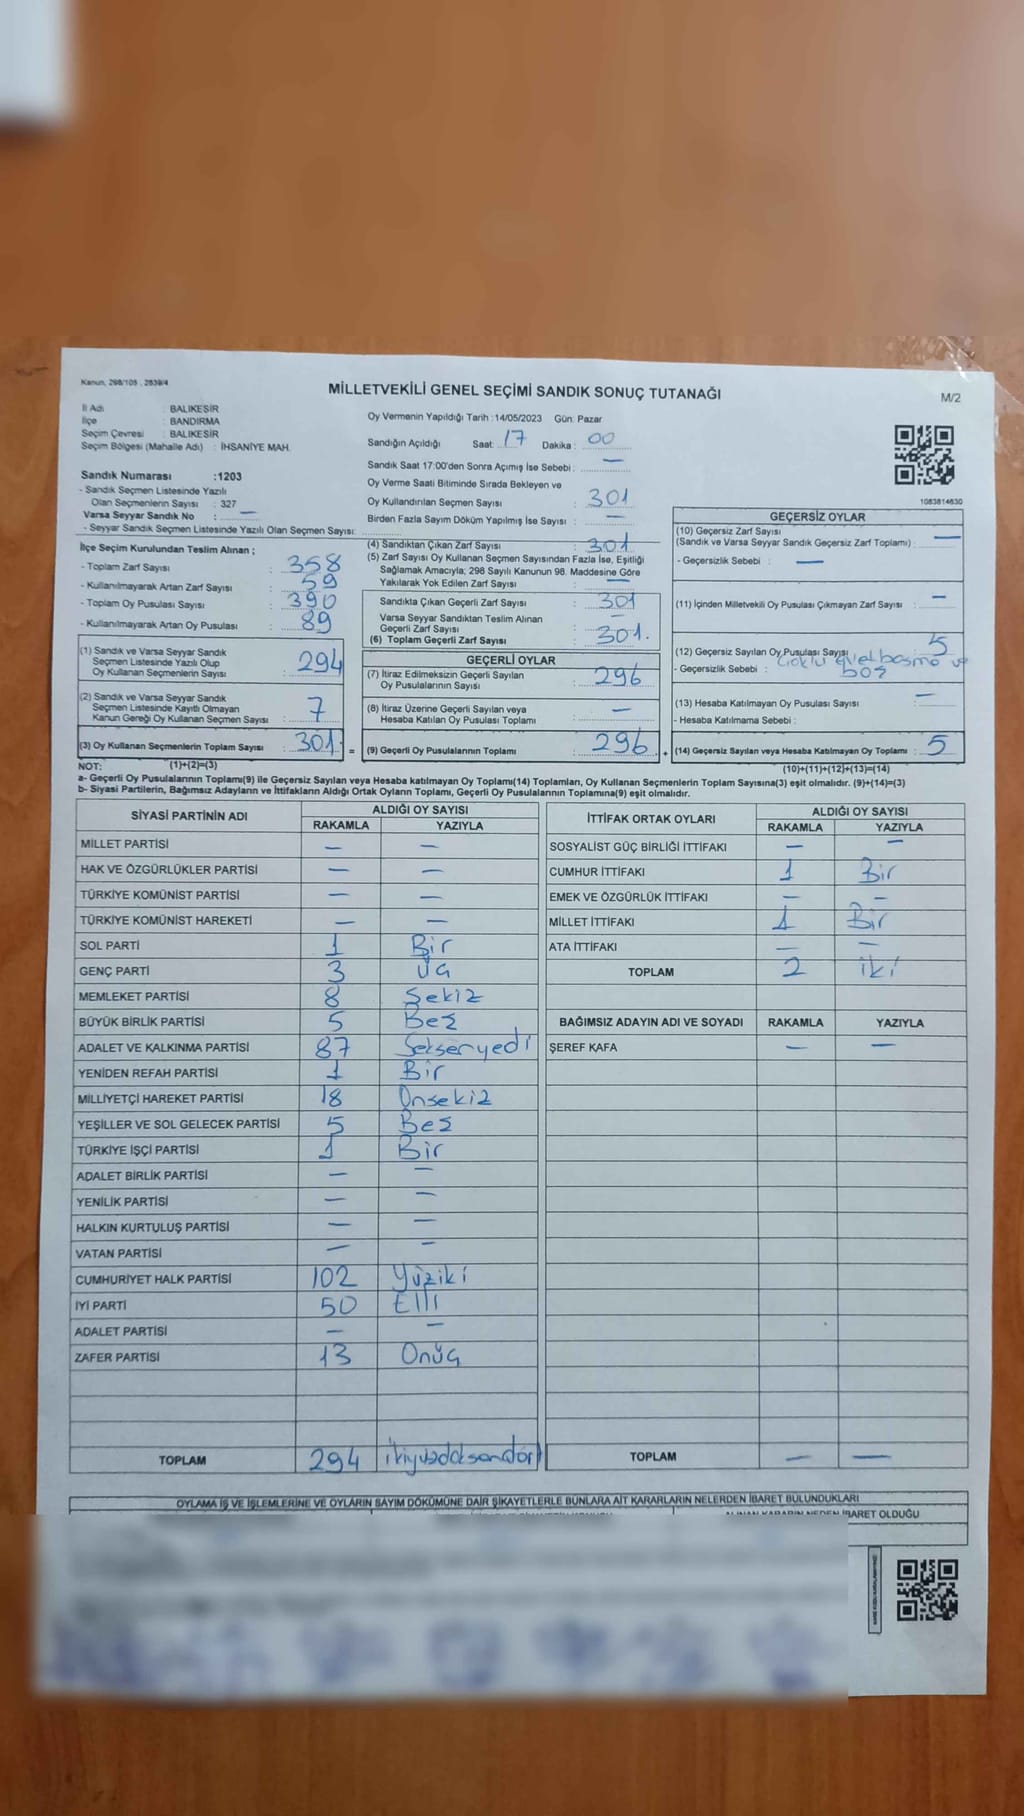 Kanun, 298/105 , 2839/4
MİLLETVEKİLİ GENEL SEÇİMİ SANDIK SONUÇ TUTANAĞI
M/2
İl Adı : BALIKESİR
İlçe : BANDIRMA
Seçim Çevresi : BALIKESİR
Seçim Bölgesi (Mahalle Adı) : İHSANİYE MAH.
Sandık Numarası :1203
- Sandık Seçmen Listesinde Yazılı
Olan Seçmenlerin Sayısı : 327
Varsa Seyyar Sandık No : —
- Seyyar Sandık Seçmen Listesinde Yazılı Olan Seçmen Sayısı:
Oy Vermenin Yapıldığı Tarih :14/05/2023 Gün: Pazar
Sandığın Açıldığı Saat: 17 Dakika : 00
Sandık Saat 17:00'den Sonra Açımış İse Sebebi : —
Oy Verme Saati Bitiminde Sırada Bekleyen ve
Oy Kullandırılan Seçmen Sayısı : 301
Birden Fazla Sayım Döküm Yapılmış İse Sayısı : —
1083814630
İlçe Seçim Kurulundan Teslim Alınan ;
- Toplam Zarf Sayısı : 358
- Kullanılmayarak Artan Zarf Sayısı : 59
- Toplam Oy Pusulası Sayısı : 390
- Kullanılmayarak Artan Oy Pusulası : 89
(4) Sandıktan Çıkan Zarf Sayısı : 301
(5) Zarf Sayısı Oy Kullanan Seçmen Sayısından Fazla İse, Eşitliği
Sağlamak Amacıyla; 298 Sayılı Kanunun 98. Maddesine Göre
Yakılarak Yok Edilen Zarf Sayısı : —
Sandıkta Çıkan Geçerli Zarf Sayısı : 301
Varsa Seyyar Sandıktan Teslim Alınan
Geçerli Zarf Sayısı : —
(6) Toplam Geçerli Zarf Sayısı : 301.
GEÇERSİZ OYLAR
(10) Geçersiz Zarf Sayısı
(Sandık ve Varsa Seyyar Sandık Geçersiz Zarf Toplamı) : —
- Geçersizlik Sebebi : —
(11) İçinden Milletvekili Oy Pusulası Çıkmayan Zarf Sayısı : —
(12) Geçersiz Sayılan Oy Pusulası Sayısı : 5
- Geçersizlik Sebebi : basma ve
boş
(13) Hesaba Katılmayan Oy Pusulası Sayısı : —
- Hesaba Katılmama Sebebi :
(14) Geçersiz Sayılan veya Hesaba Katılmayan Oy Toplamı : 5
(10)+(11)+(12)+(13)=(14)
(1) Sandık ve Varsa Seyyar Sandık
Seçmen Listesinde Yazılı Olup
Oy Kullanan Seçmenlerin Sayısı : 294
(2) Sandık ve Varsa Seyyar Sandık
Seçmen Listesinde Kayıtlı Olmayan
Kanun Gereği Oy Kullanan Seçmen Sayısı : 7
(3) Oy Kullanan Seçmenlerin Toplam Sayısı : 301 =
(1)+(2)=(3)
GEÇERLİ OYLAR
(7) İtiraz Edilmeksizin Geçerli Sayılan
Oy Pusulalarının Sayısı : 296
(8) İtiraz Üzerine Geçerli Sayılan veya
Hesaba Katılan Oy Pusulası Toplamı : —
(9) Geçerli Oy Pusulalarının Toplamı : 296 +
NOT:
a- Geçerli Oy Pusulalarının Toplamı(9) ile Geçersiz Sayılan veya Hesaba katılmayan Oy Toplamı(14) Toplamları, Oy Kullanan Seçmenlerin Toplam Sayısına(3) eşit olmalıdır. (9)+(14)=(3)
b- Siyasi Partilerin, Bağımsız Adayların ve İttifakların Aldığı Ortak Oyların Toplamı, Geçerli Oy Pusulalarının Toplamına(9) eşit olmalıdır.
SİYASİ PARTİNİN ADI ALDIĞI OY SAYISI
RAKAMLA YAZIYLA
MİLLET PARTİSİ — —
HAK VE ÖZGÜRLÜKLER PARTİSİ — —
TÜRKİYE KOMÜNİST PARTİSİ — —
TÜRKİYE KOMÜNİST HAREKETİ — —
SOL PARTİ 1 Bir
GENÇ PARTİ 3 üç
MEMLEKET PARTİSİ 8 Sekiz
BÜYÜK BİRLİK PARTİSİ 5 Beş
ADALET VE KALKINMA PARTİSİ 87 Seksenyedi
YENİDEN REFAH PARTİSİ 1 Bir
MİLLİYETÇİ HAREKET PARTİSİ 18 Onsekiz
YEŞİLLER VE SOL GELECEK PARTİSİ 5 Beş
TÜRKİYE İŞÇİ PARTİSİ 1 Bir
ADALET BİRLİK PARTİSİ — —
YENİLİK PARTİSİ — —
HALKIN KURTULUŞ PARTİSİ — —
VATAN PARTİSİ — —
CUMHURİYET HALK PARTİSİ 102 Yüziki
İYİ PARTİ 50 Elli
ADALET PARTİSİ — —
ZAFER PARTİSİ 13 Onüç
TOPLAM 294 ikiyüzdoksandört
İTTİFAK ORTAK OYLARI ALDIĞI OY SAYISI
RAKAMLA YAZIYLA
SOSYALİST GÜÇ BİRLİĞİ İTTİFAKI — —
CUMHUR İTTİFAKI 1 Bir
EMEK VE ÖZGÜRLÜK İTTİFAKI — —
MİLLET İTTİFAKI 1 Bir
ATA İTTİFAKI — —
TOPLAM 2 iki
BAĞIMSIZ ADAYIN ADI VE SOYADI RAKAMLA YAZIYLA
ŞEREF KAFA — —
TOPLAM — —
OYLAMA İŞ VE İŞLEMLERİNE VE OYLARIN SAYIM DÖKÜMÜNE DAİR ŞİKAYETLERLE BUNLARA AİT KARARLARIN NELERDEN İBARET BULUNDUKLARI
ALINAN KARARIN NEDEN İBARET OLDUĞU